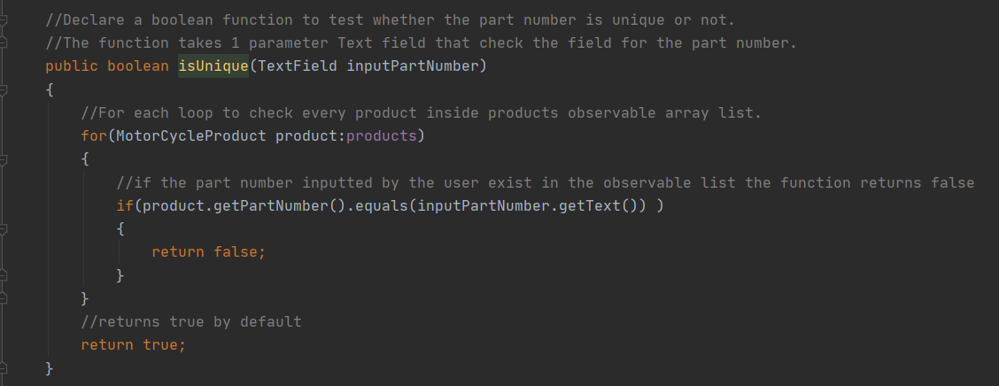 //Declare a boolean function to test whether the part number is unique or not.
//The function takes 1 parameter Text field that check the field for the part number.
public boolean isUnique(TextField inputPartNumber)
{
//For each loop to check every product inside products observable array list.
for(MotorCycleProduct product:products)
{
//if the part number inputted by the user exist in the observable list the function returns false
if(product.getPartNumber().equals(inputPartNumber.getText()) )
{
return false;
}
}
//returns true by default
return true;
}